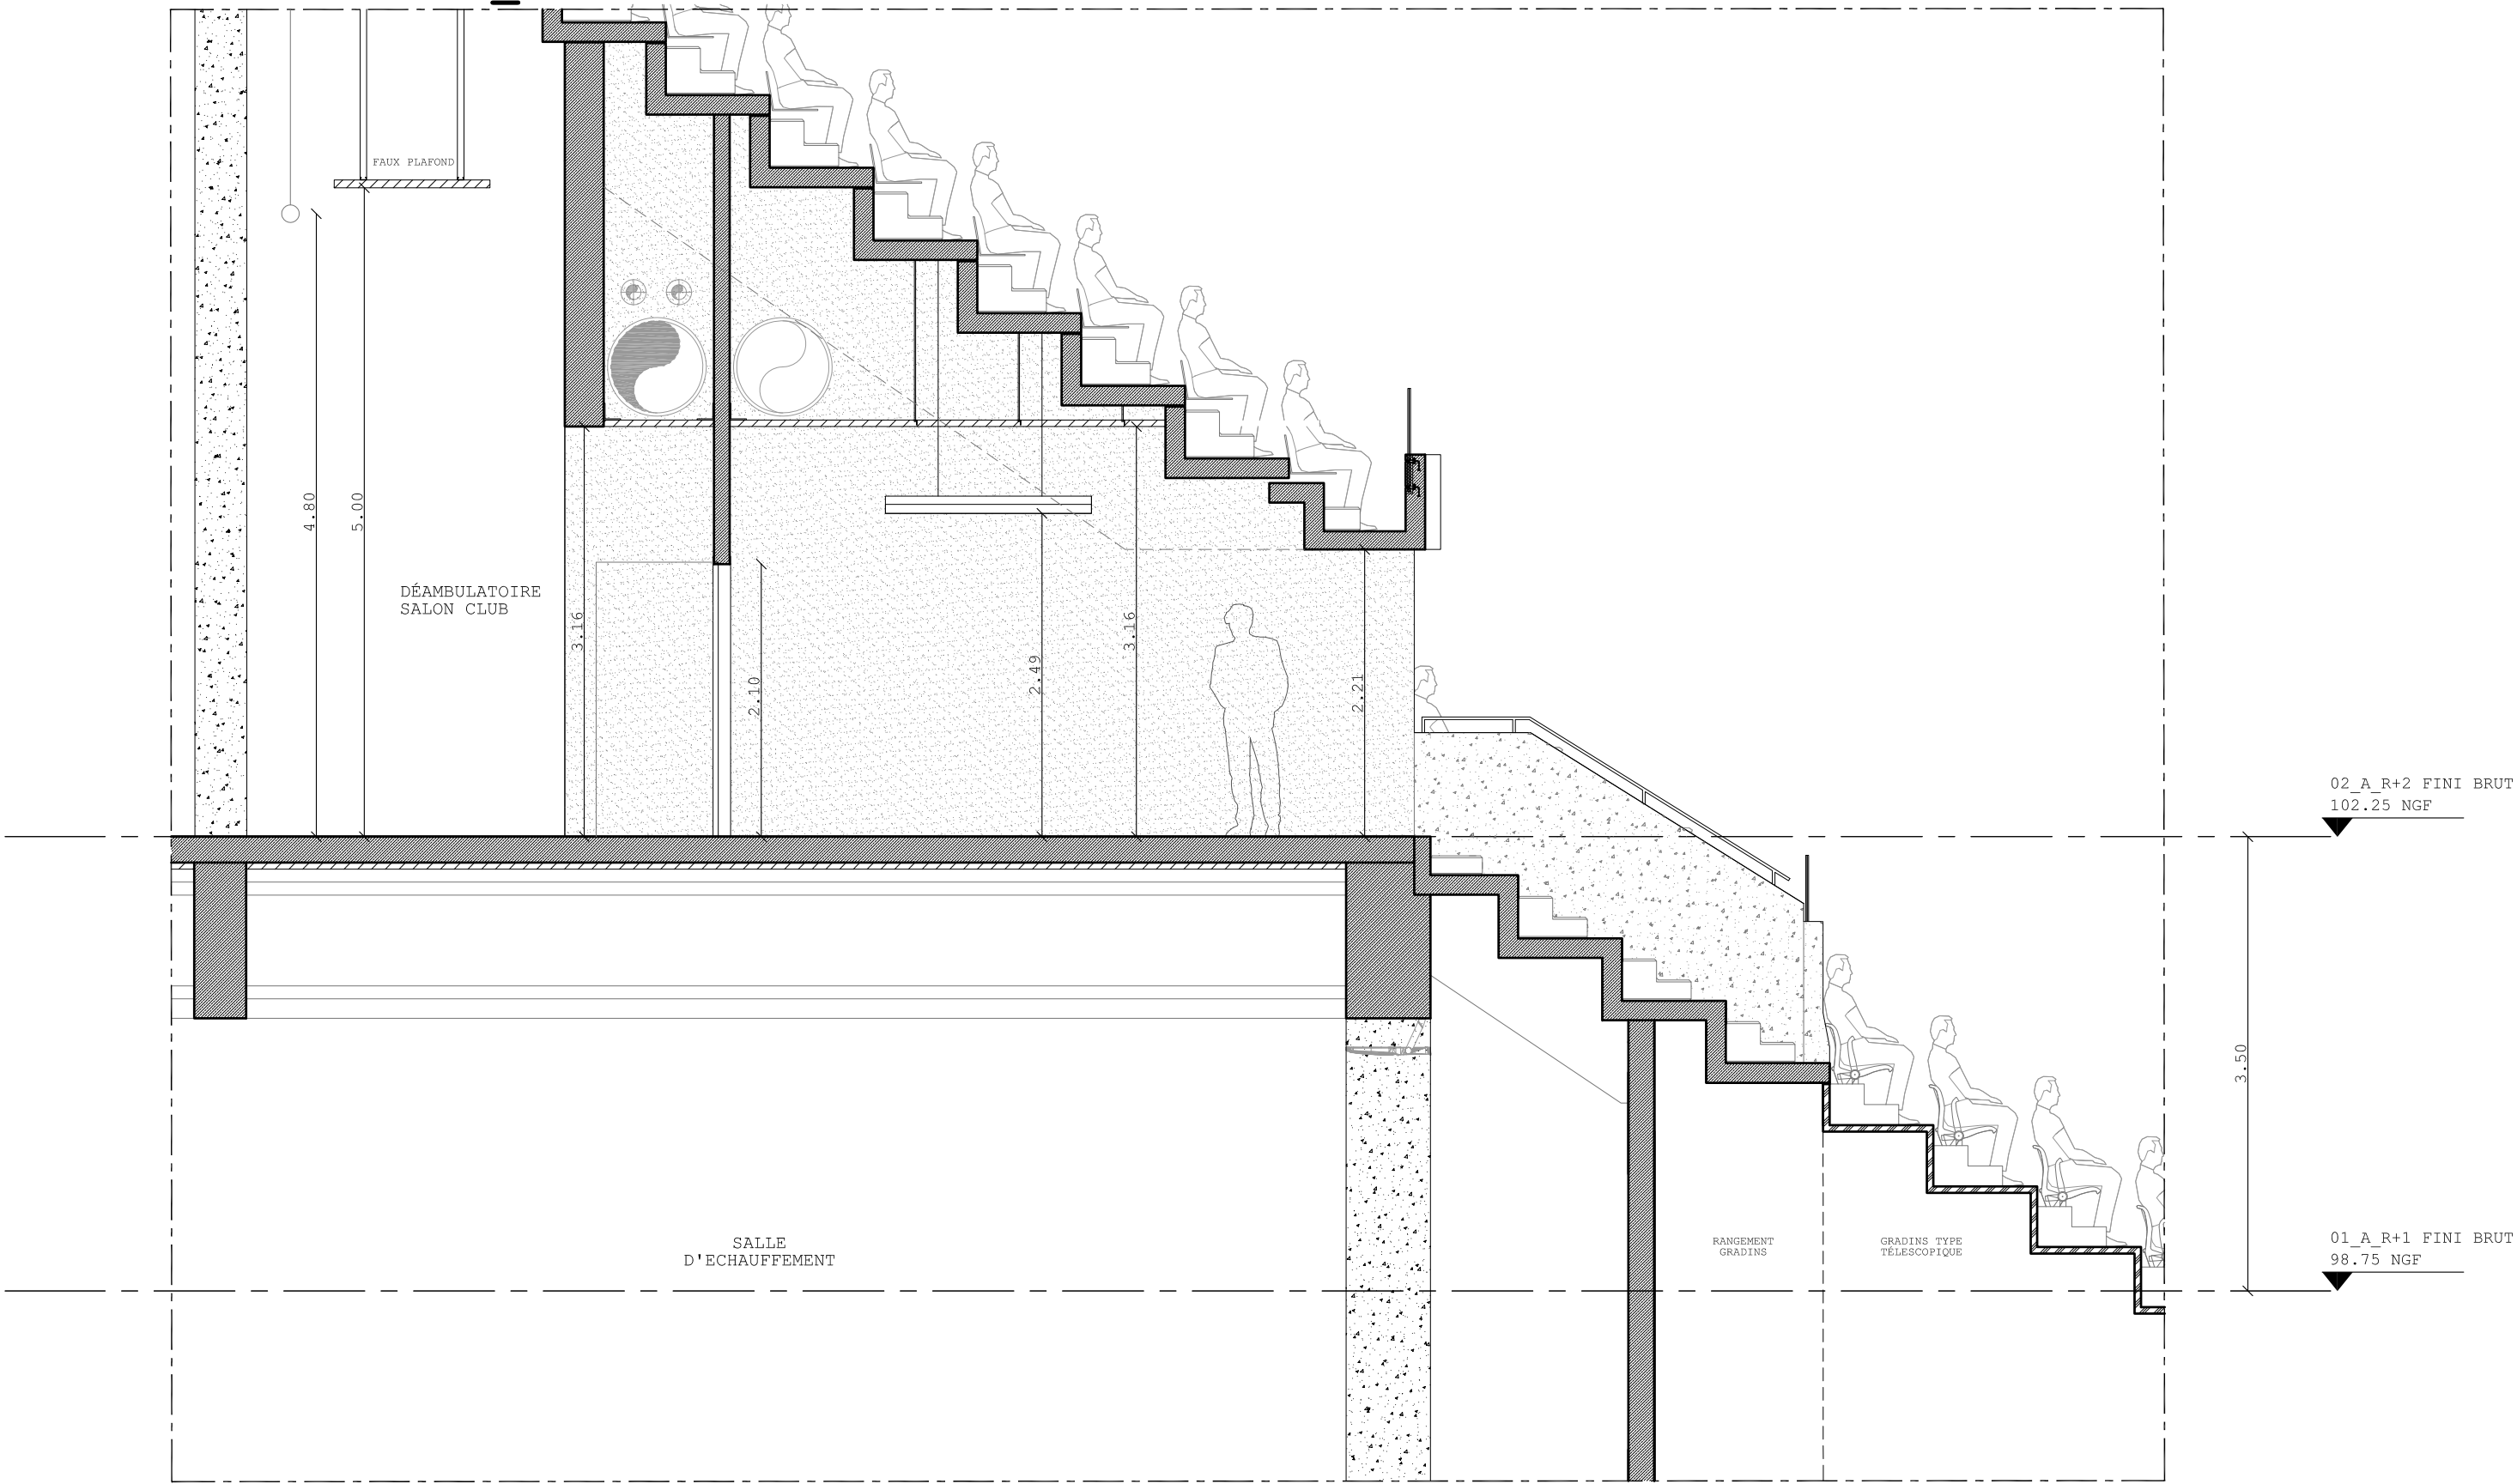 FAUX PLAFOND
4.80
5.00
DÉAMBULATOIRE
SALON CLUB
3.16
2.10
2.49
3.16
2.21
02_A_R+2 FINI BRUT
102.25 NGF
3.50
SALLE
D'ECHAUFFEMENT
RANGEMENT
GRADINS
GRADINS TYPE
TÉLESCOPIQUE
01_A_R+1 FINI BRUT
98.75 NGF